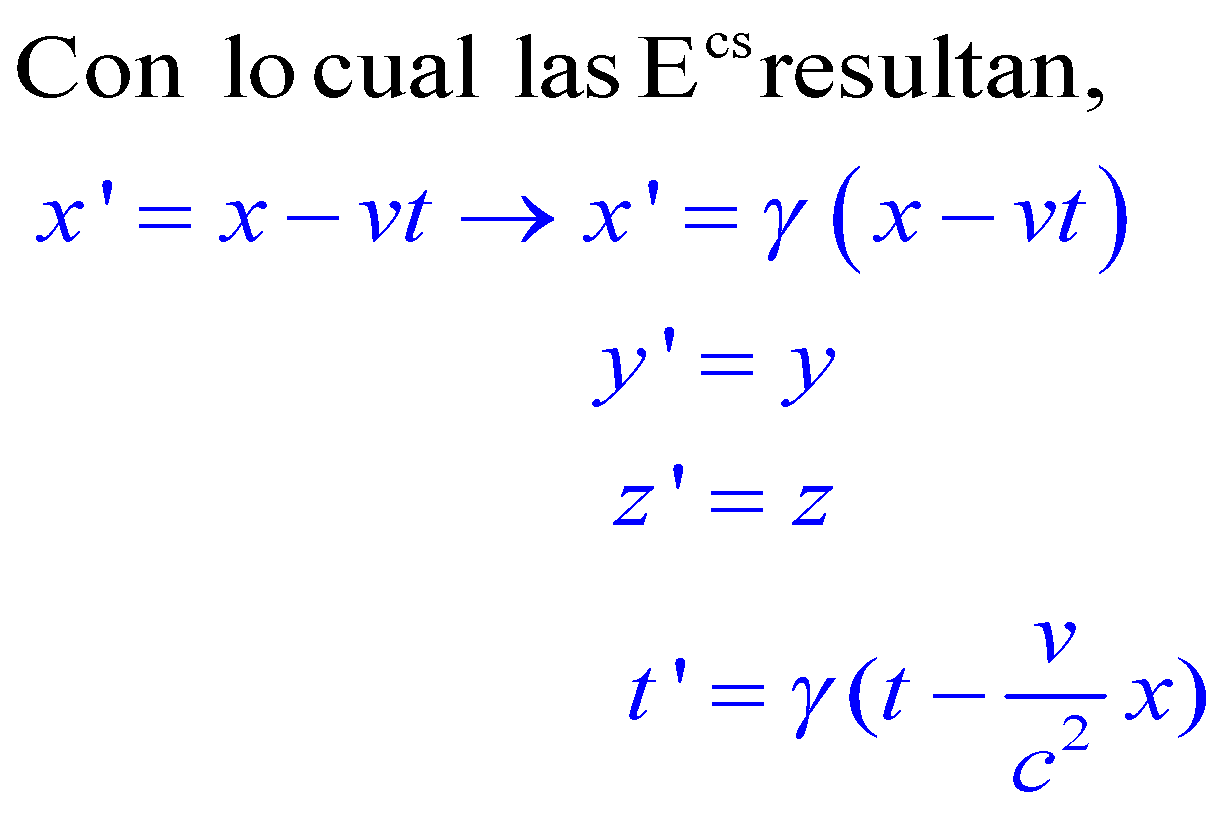 Con lo cual las E^cs resultan,
x' = x − vt → x' = γ (x − vt)
y' = y
z' = z
t' = γ(t − v/c² x)